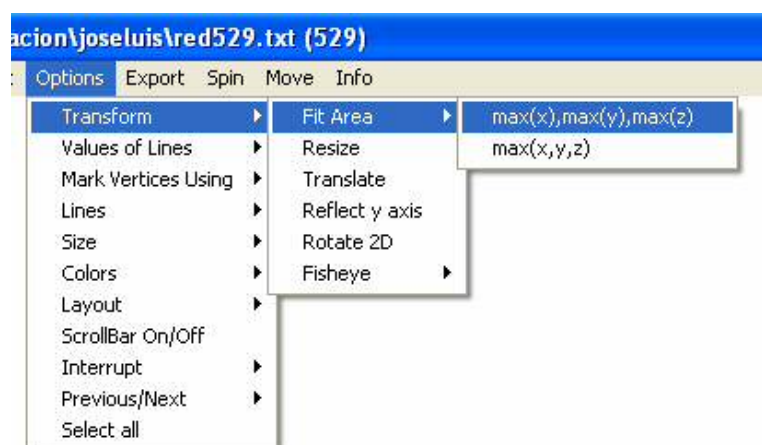 acion\joseluis\red529.txt (529)
Options Export Spin Move Info
Transform
Values of Lines
Mark Vertices Using
Lines
Size
Colors
Layout
ScrollBar On/Off
Interrupt
Previous/Next
Select all
Fit Area
Resize
Translate
Reflect y axis
Rotate 2D
Fisheye
max(x),max(y),max(z)
max(x,y,z)